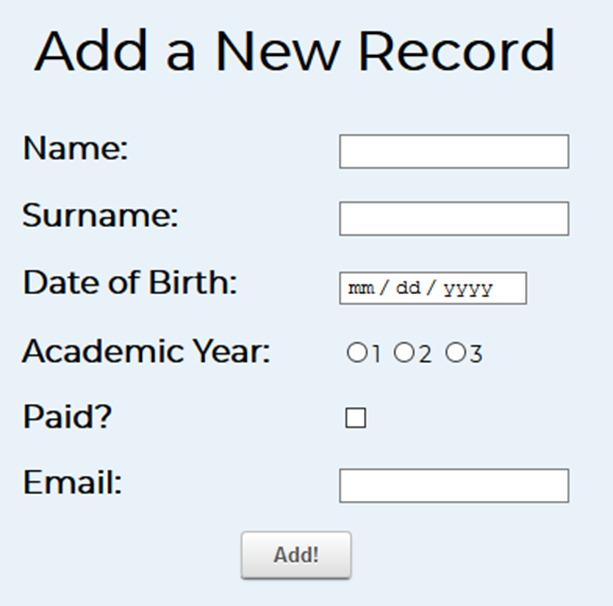 Add a New Record
Name:
Surname:
Date of Birth: mm / dd / yyyy
Academic Year: 1 2 3
Paid?
Email:
Add!